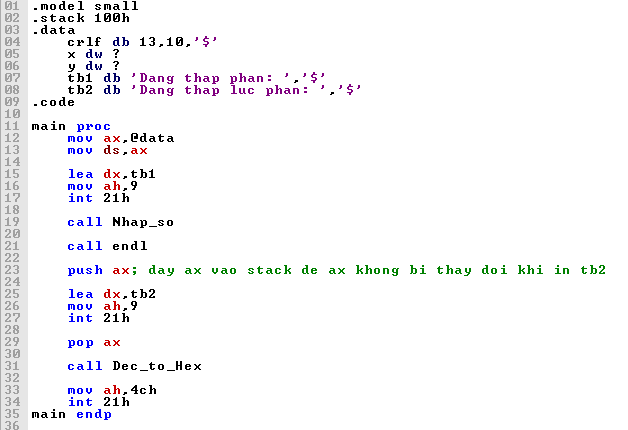 01 .model small
02 .stack 100h
03 .data
04     crlf db 13,10,'$'
05     x dw ?
06     y dw ?
07     tb1 db 'Dang thap phan: ','$'
08     tb2 db 'Dang thap luc phan: ','$'
09 .code
10
11 main proc
12     mov ax,@data
13     mov ds,ax
14
15     lea dx,tb1
16     mov ah,9
17     int 21h
18
19     call Nhap_so
20
21     call endl
22
23     push ax; day ax vao stack de ax khong bi thay doi khi in tb2
24
25     lea dx,tb2
26     mov ah,9
27     int 21h
28
29     pop ax
30
31     call Dec_to_Hex
32
33     mov ah,4ch
34     int 21h
35 main endp
36